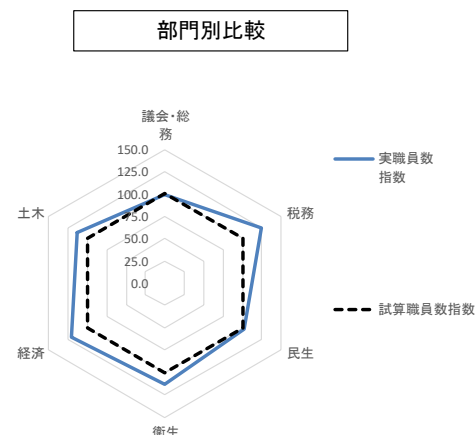 部門別比較
議会・総
務
150.0
125.0
100.0
75.0
50.0
25.0
0.0
税務
民生
衛生
経済
土木
実職員数
指数
試算職員数指数